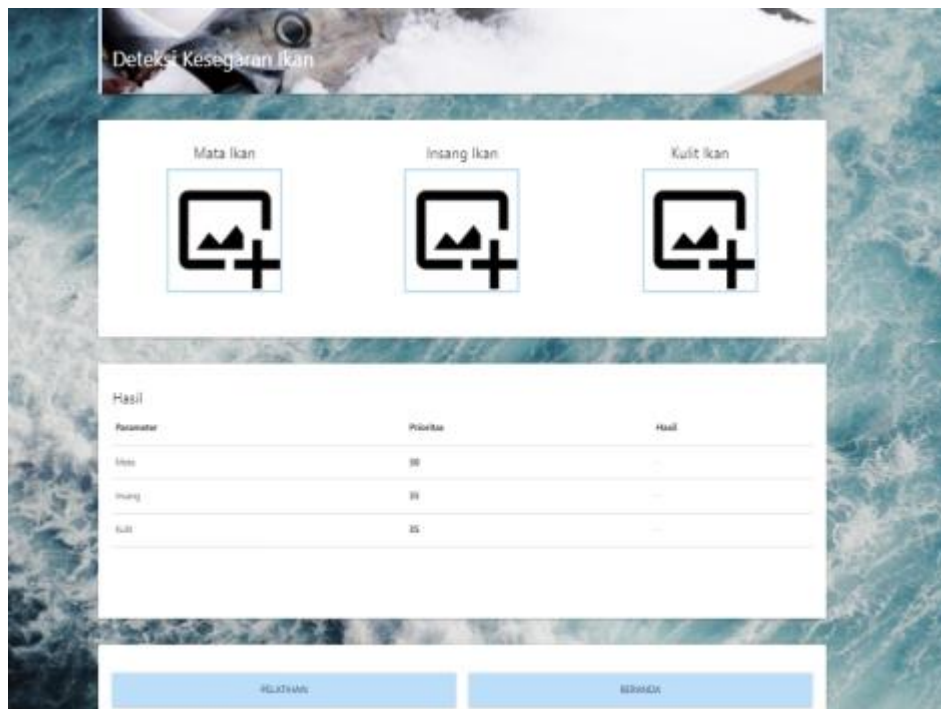 Deteksi Kesegaran Ikan
Mata Ikan Insang Ikan Kulit Ikan
Hasil
Parameter Prioritas Hasil
Mata 30
Insang 35
Kulit 35
PELATIHAN BERANDA